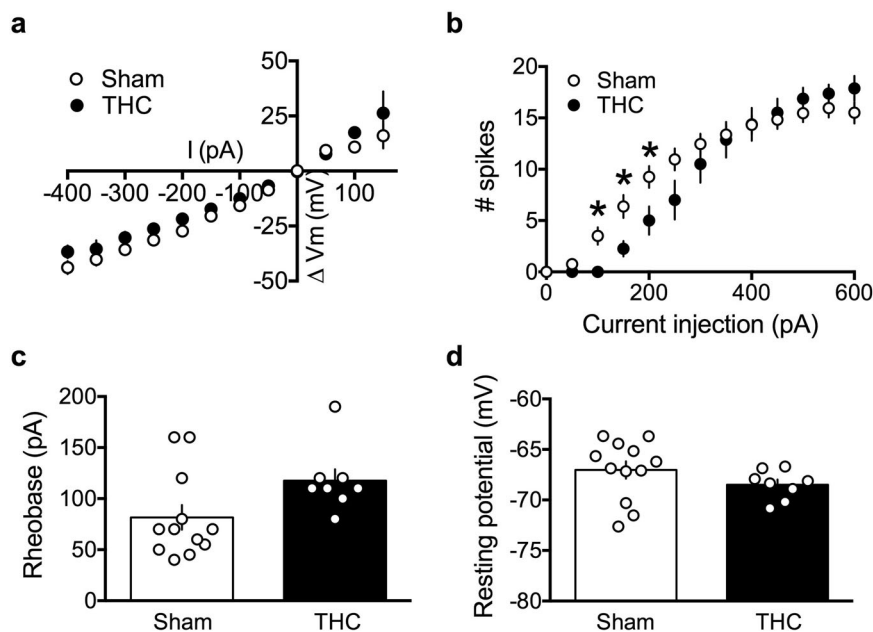 a
Sham
THC
50
25
I (pA)
-400 -300 -200 -100 100
-25
-50
Δ Vm (mV)
b
Sham
THC
# spikes
20
15
10
5
0
* * *
0 200 400 600
Current injection (pA)
c
Rheobase (pA)
200
150
100
50
0
Sham THC
d
Resting potential (mV)
-60
-65
-70
-75
-80
Sham THC